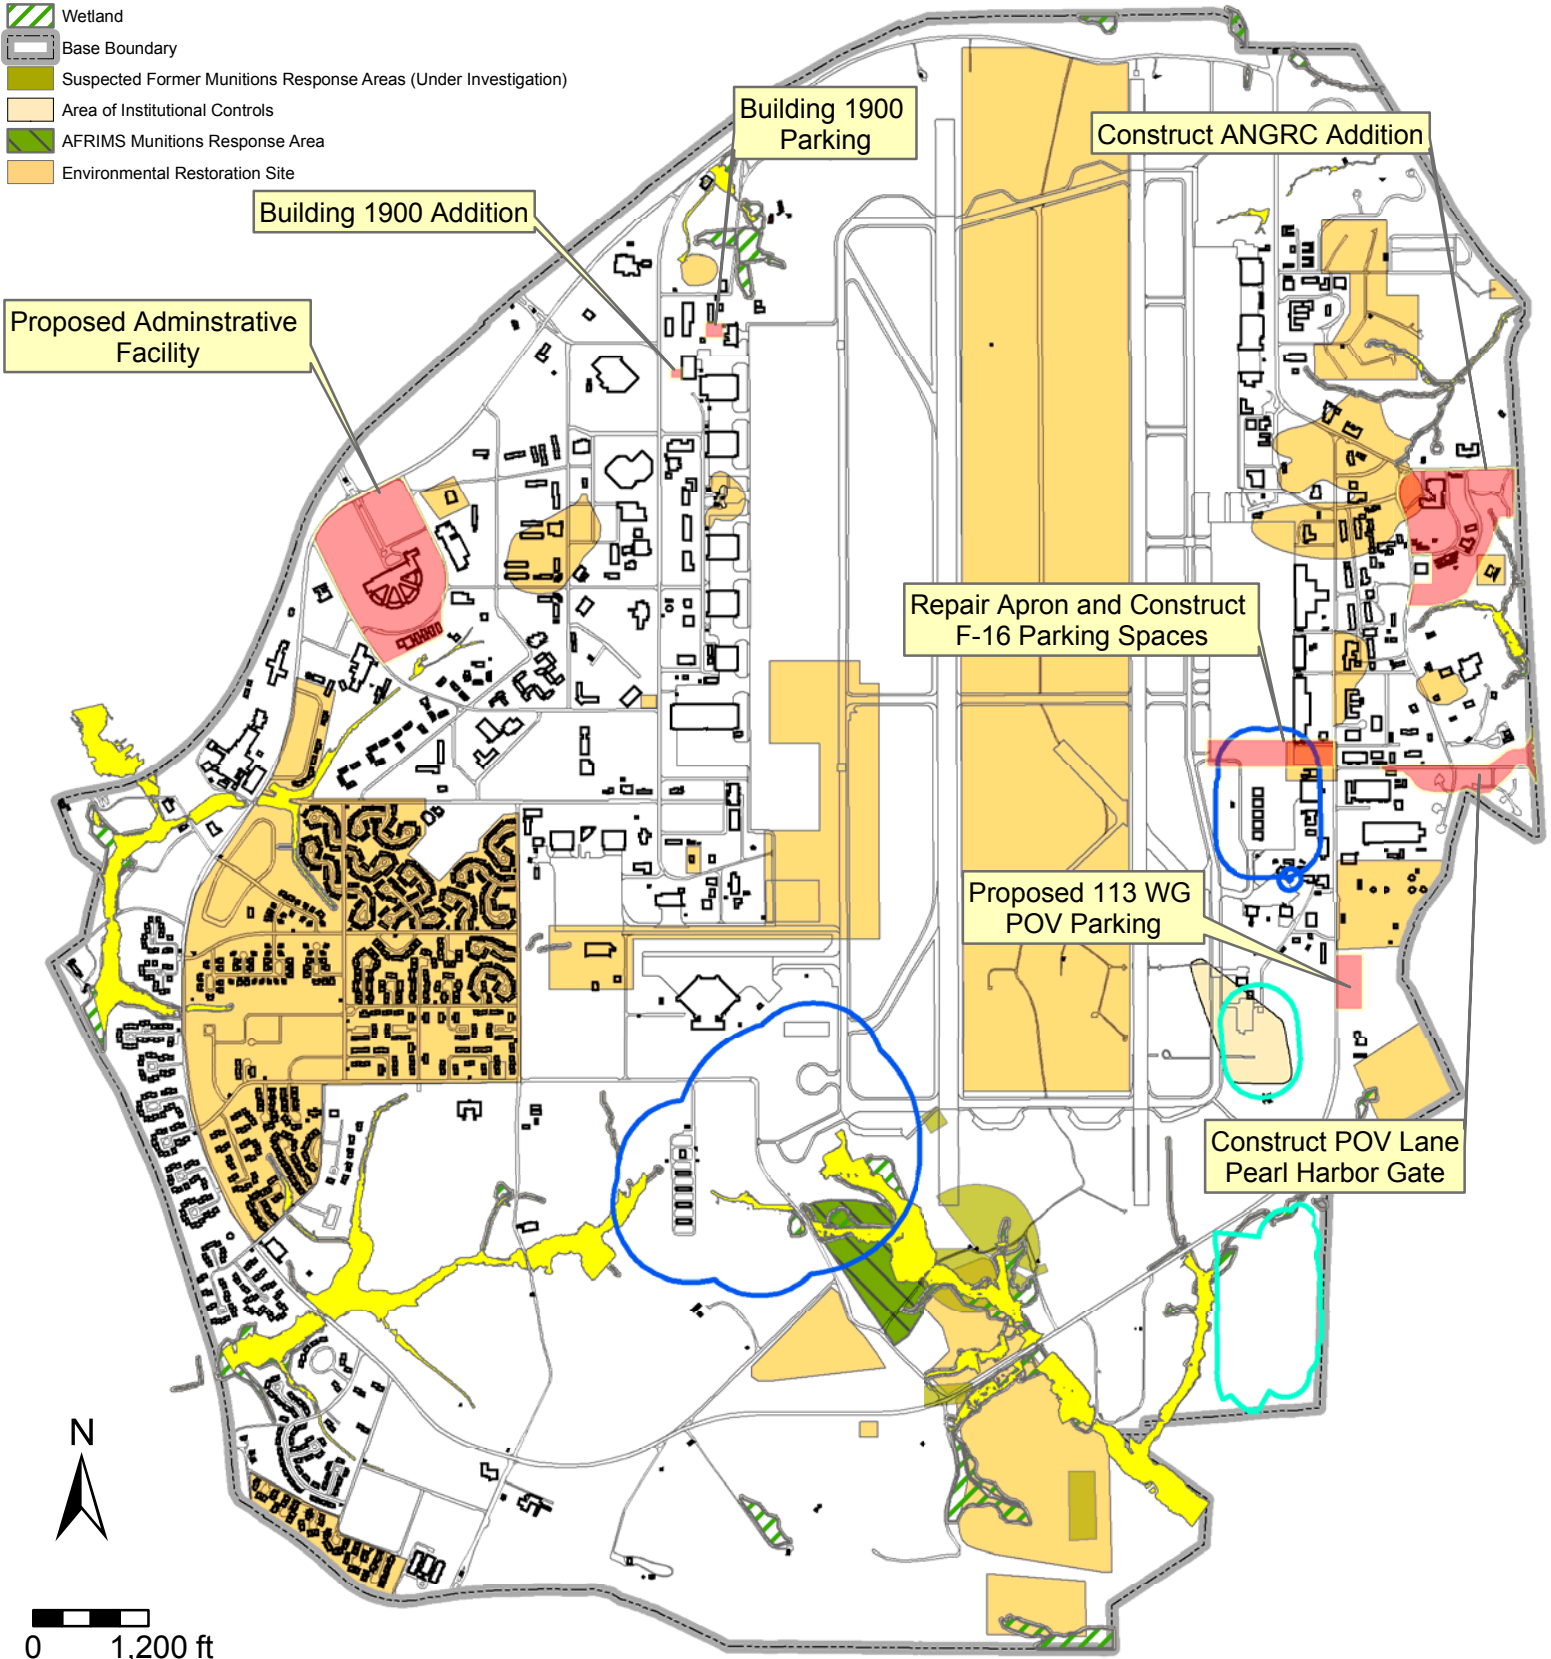 Wetland
Base Boundary
Suspected Former Munitions Response Areas (Under Investigation)
Area of Institutional Controls
AFRIMS Munitions Response Area
Environmental Restoration Site
Building 1900
Parking
Construct ANGRC Addition
Building 1900 Addition
Proposed Adminstrative
Facility
Repair Apron and Construct
F-16 Parking Spaces
Proposed 113 WG
POV Parking
Construct POV Lane
Pearl Harbor Gate
N
0 1,200 ft